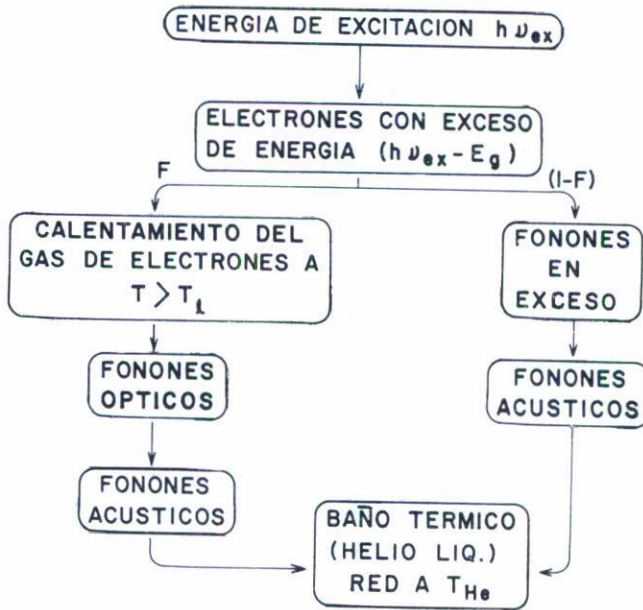 ENERGIA DE EXCITACION hνex
ELECTRONES CON EXCESO
DE ENERGIA (hνex-Eg)
F
(I-F)
CALENTAMIENTO DEL
GAS DE ELECTRONES A
T > Tℓ
FONONES
EN
EXCESO
FONONES
OPTICOS
FONONES
ACUSTICOS
FONONES
ACUSTICOS
BAÑO TERMICO
(HELIO LIQ.)
RED A THe